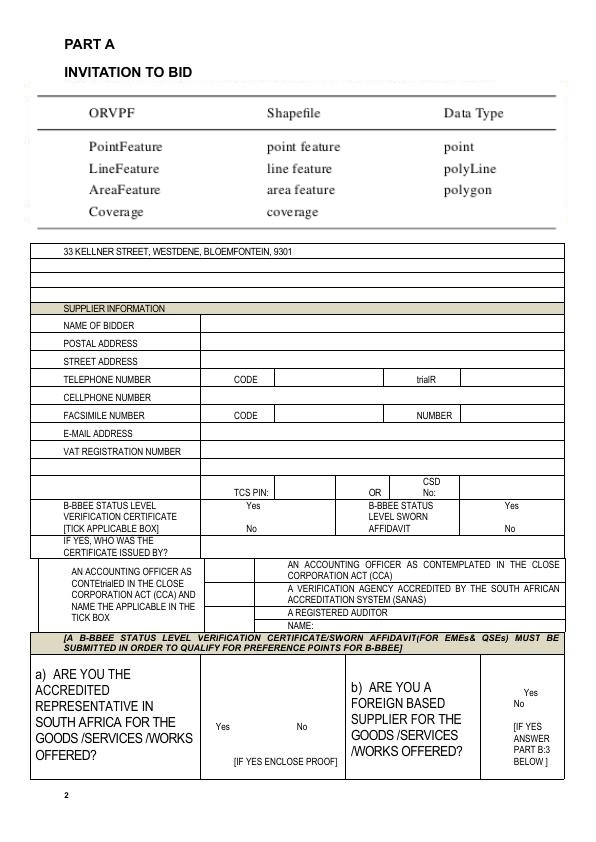 PART A
INVITATION TO BID
ORVPF Shapefile Data Type
PointFeature point feature point
LineFeature line feature polyLine
AreaFeature area feature polygon
Coverage coverage
33 KELLNER STREET, WESTDENE, BLOEMFONTEIN, 9301
SUPPLIER INFORMATION
NAME OF BIDDER
POSTAL ADDRESS
STREET ADDRESS
TELEPHONE NUMBER CODE trialR
CELLPHONE NUMBER
FACSIMILE NUMBER CODE NUMBER
E-MAIL ADDRESS
VAT REGISTRATION NUMBER
TCS PIN: OR CSD No:
B-BBEE STATUS LEVEL
VERIFICATION CERTIFICATE
[TICK APPLICABLE BOX]
Yes
No
B-BBEE STATUS
LEVEL SWORN
AFFIDAVIT
Yes
No
IF YES, WHO WAS THE
CERTIFICATE ISSUED BY?
AN ACCOUNTING OFFICER AS
CONTEtrialED IN THE CLOSE
CORPORATION ACT (CCA) AND
NAME THE APPLICABLE IN THE
TICK BOX
AN ACCOUNTING OFFICER AS CONTEMPLATED IN THE CLOSE
CORPORATION ACT (CCA)
A VERIFICATION AGENCY ACCREDITED BY THE SOUTH AFRICAN
ACCREDITATION SYSTEM (SANAS)
A REGISTERED AUDITOR
NAME:
[A B-BBEE STATUS LEVEL VERIFICATION CERTIFICATE/SWORN AFFIDAVIT(FOR EMEs& QSEs) MUST BE
SUBMITTED IN ORDER TO QUALIFY FOR PREFERENCE POINTS FOR B-BBEE]
a) ARE YOU THE
ACCREDITED
REPRESENTATIVE IN
SOUTH AFRICA FOR THE
GOODS /SERVICES /WORKS
OFFERED?
Yes No
[IF YES ENCLOSE PROOF]
b) ARE YOU A
FOREIGN BASED
SUPPLIER FOR THE
GOODS /SERVICES
/WORKS OFFERED?
Yes
No
[IF YES
ANSWER
PART B:3
BELOW ]
2